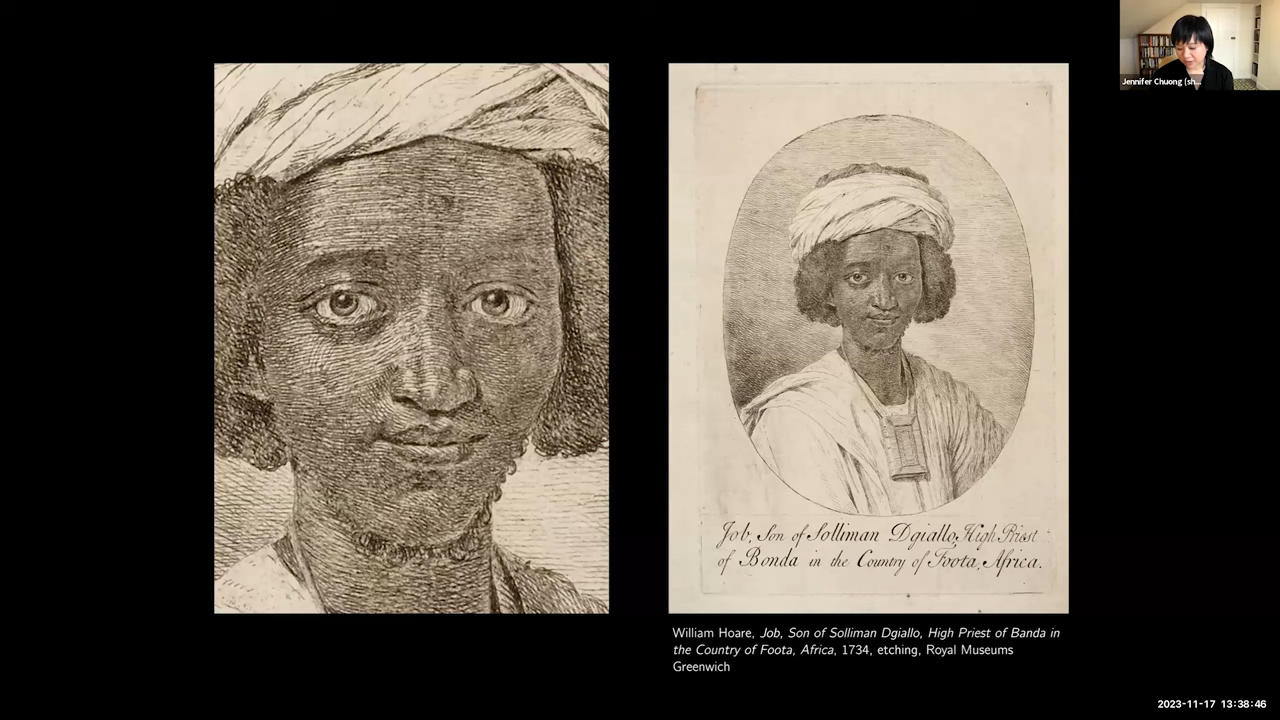 Jennifer Chuong (sh...
Job, Son of Solliman Dgiallo, High Priest
of Bonda in the Country of Foota, Africa.
William Hoare, Job, Son of Solliman Dgiallo, High Priest of Banda in
the Country of Foota, Africa, 1734, etching, Royal Museums
Greenwich
2023-11-17 13:38:46